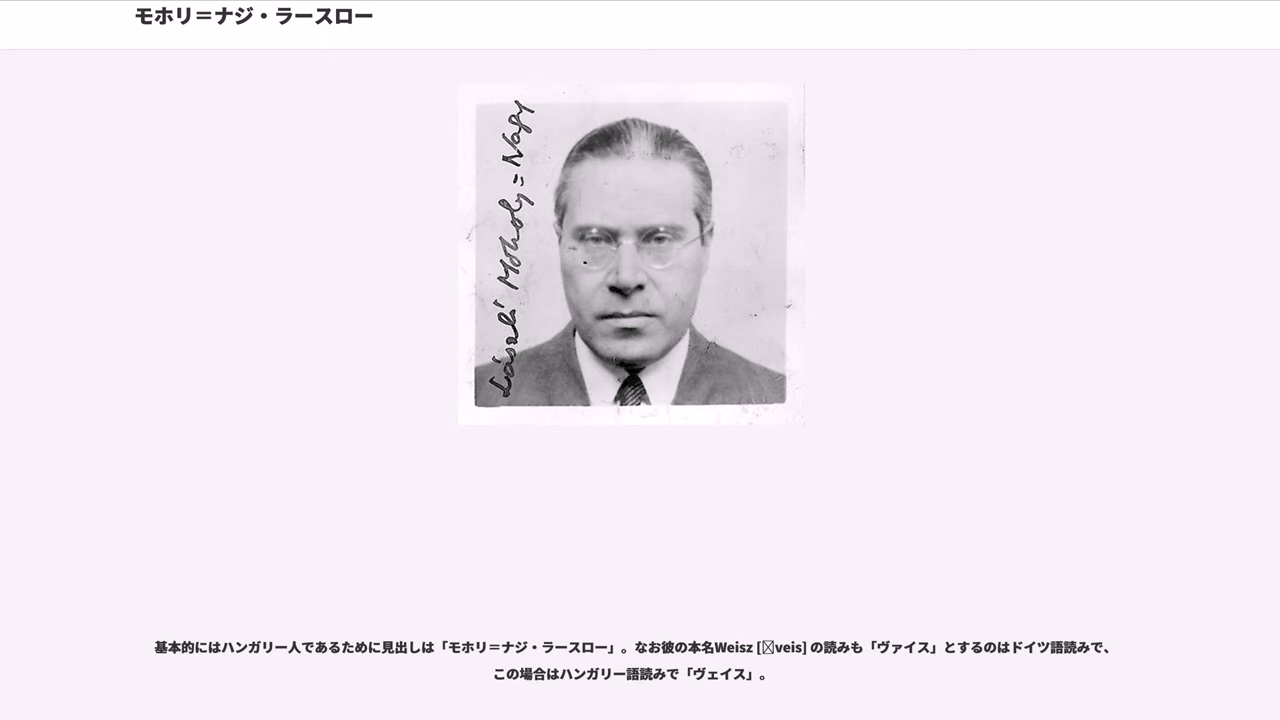 モホリ＝ナジ・ラースロー
László Moholy=Nagy
基本的にはハンガリー人であるために見出しは「モホリ＝ナジ・ラースロー」。なお彼の本名Weisz [☒veis] の読みも「ヴァイス」とするのはドイツ語読みで、
この場合はハンガリー語読みで「ヴェイス」。